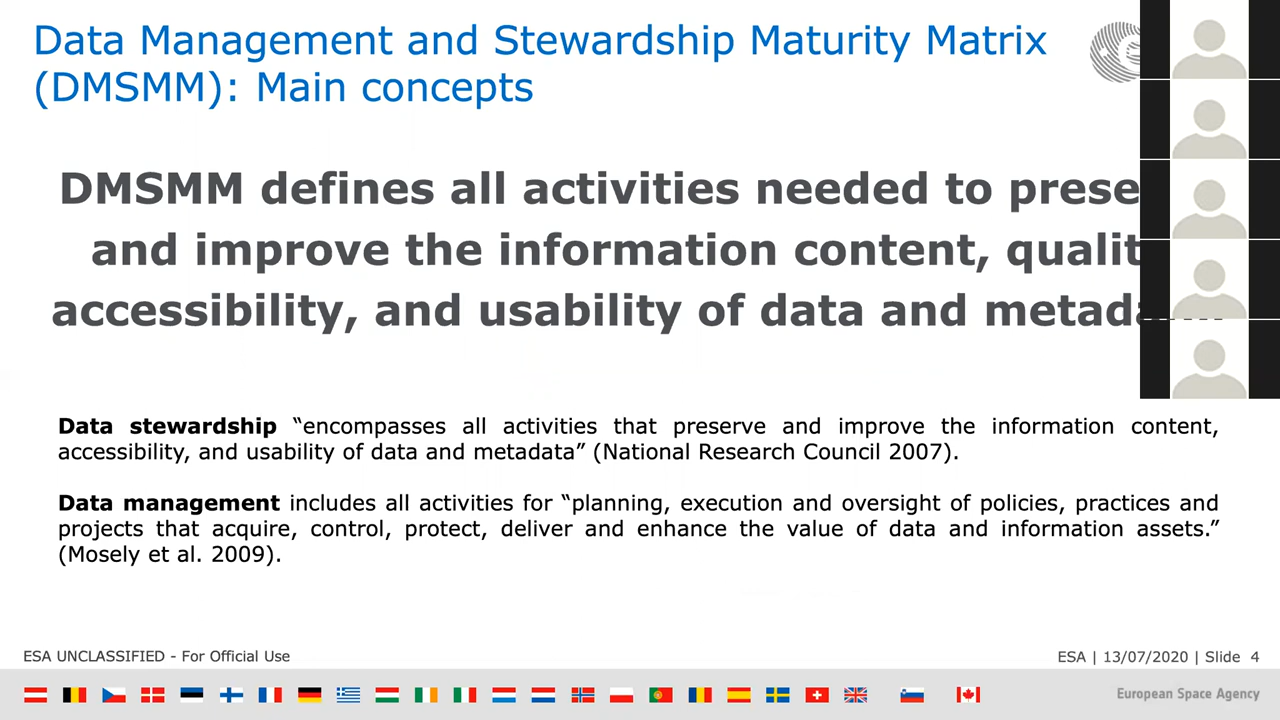 Data Management and Stewardship Maturity Matrix
(DMSMM): Main concepts
DMSMM defines all activities needed to
and improve the information content,
accessibility, and usability of data and
Data stewardship “encompasses all activities that preserve and improve the information content,
accessibility, and usability of data and metadata” (National Research Council 2007).
Data management includes all activities for “planning, execution and oversight of policies, practices and
projects that acquire, control, protect, deliver and enhance the value of data and information assets.”
(Mosely et al. 2009).
ESA UNCLASSIFIED - For Official Use
ESA | 13/07/2020 | Slide 4
European Space Agency